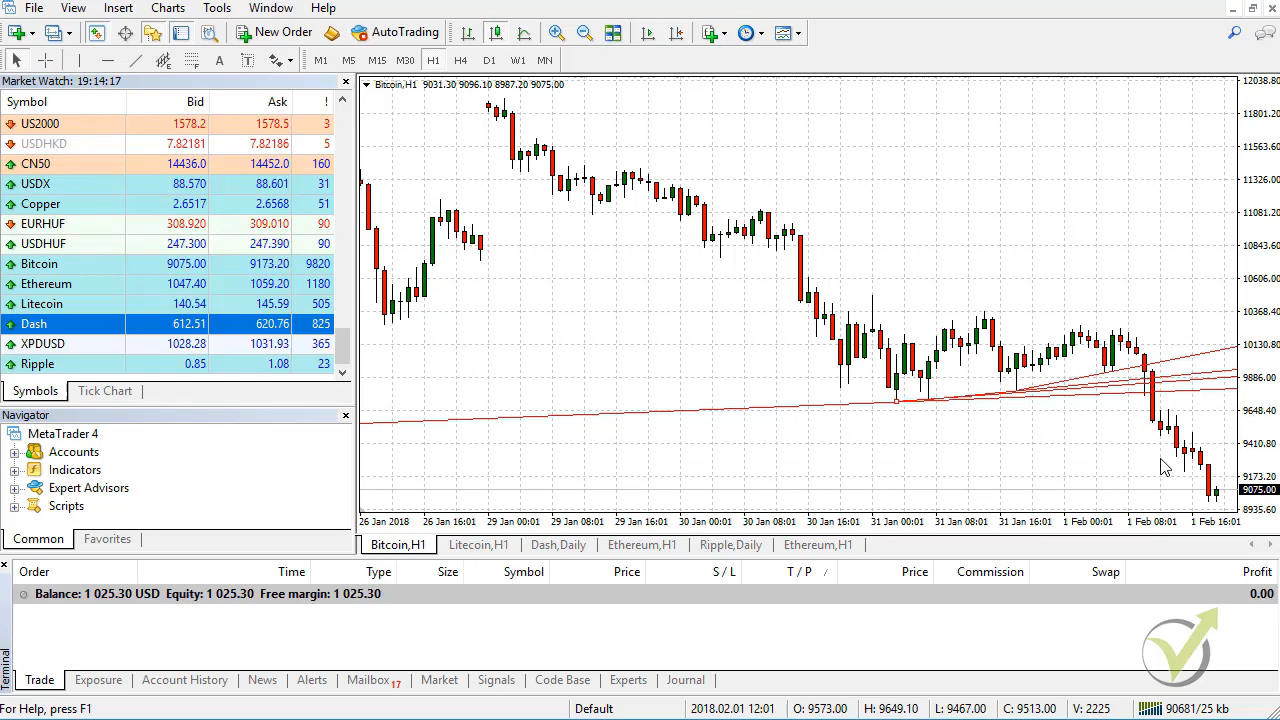 File View Insert Charts Tools Window Help
New Order AutoTrading
A T M1 M5 M15 M30 H1 H4 D1 W1 MN
Market Watch: 19:14:17
Symbol Bid Ask !
US2000 1578.2 1578.5 3
USDHKD 7.82181 7.82186 5
CN50 14436.0 14452.0 160
USDX 88.570 88.601 31
Copper 2.6517 2.6568 51
EURHUF 308.920 309.010 90
USDHUF 247.300 247.390 90
Bitcoin 9075.00 9173.20 9820
Ethereum 1047.40 1059.20 1180
Litecoin 140.54 145.59 505
Dash 612.51 620.76 825
XPDUSD 1028.28 1031.93 365
Ripple 0.85 1.08 23
Symbols Tick Chart
Navigator
MetaTrader 4
Accounts
Indicators
Expert Advisors
Scripts
Common Favorites
Bitcoin,H1 9031.30 9096.10 8987.20 9075.00
12038.80
11801.20
11563.60
11326.00
11081.20
10843.60
10606.00
10368.40
10130.80
9886.00
9648.40
9410.80
9173.20
9075.00
8935.60
26 Jan 2018 26 Jan 16:01 29 Jan 00:01 29 Jan 08:01 29 Jan 16:01 30 Jan 00:01 30 Jan 08:01 30 Jan 16:01 31 Jan 00:01 31 Jan 08:01 31 Jan 16:01 1 Feb 00:01 1 Feb 08:01 1 Feb 16:01
Bitcoin,H1 Litecoin,H1 Dash,Daily Ethereum,H1 Ripple,Daily Ethereum,H1
Order Time Type Size Symbol Price S / L T / P / Price Commission Swap Profit
Balance: 1 025.30 USD Equity: 1 025.30 Free margin: 1 025.30 0.00
Terminal
Trade Exposure Account History News Alerts Mailbox 17 Market Signals Code Base Experts Journal
For Help, press F1 Default 2018.02.01 12:01 O: 9573.00 H: 9649.10 L: 9467.00 C: 9513.00 V: 2225 90681/25 kb